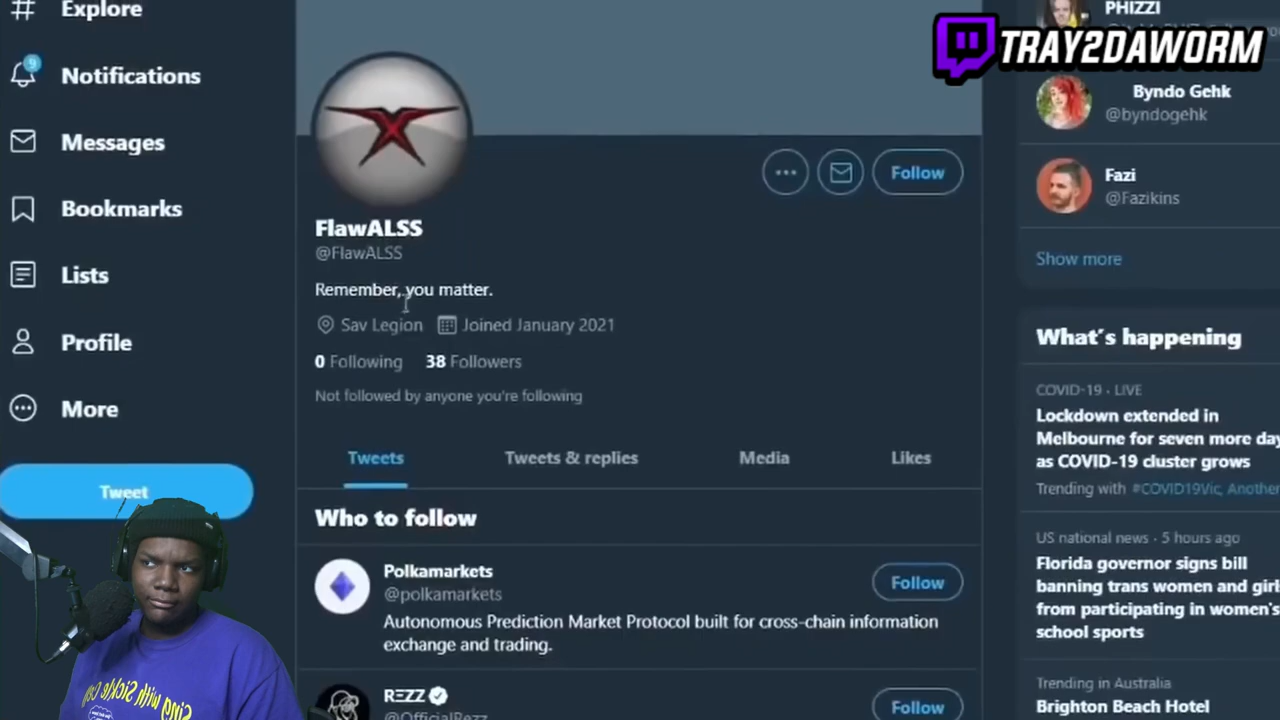 Explore
9
Notifications
Messages
Bookmarks
Lists
Profile
More
Tweet
Follow
FlawALSS
@FlawALSS
Remember, you matter.
Sav Legion Joined January 2021
0 Following 38 Followers
Not followed by anyone you're following
Tweets Tweets & replies Media Likes
Who to follow
Polkamarkets
@polkamarkets
Follow
Autonomous Prediction Market Protocol built for cross-chain information
exchange and trading.
RΞZZ
@OfficialRezz
Follow
TRAY2DAWORM
PHIZZI
Byndo Gehk
@byndogehk
Fazi
@Fazikins
Show more
What's happening
COVID-19 · LIVE
Lockdown extended in
Melbourne for seven more day
as COVID-19 cluster grows
Trending with #COVID19Vic, Another
US national news · 5 hours ago
Florida governor signs bill
banning trans women and girl
from participating in women's
school sports
Trending in Australia
Brighton Beach Hotel